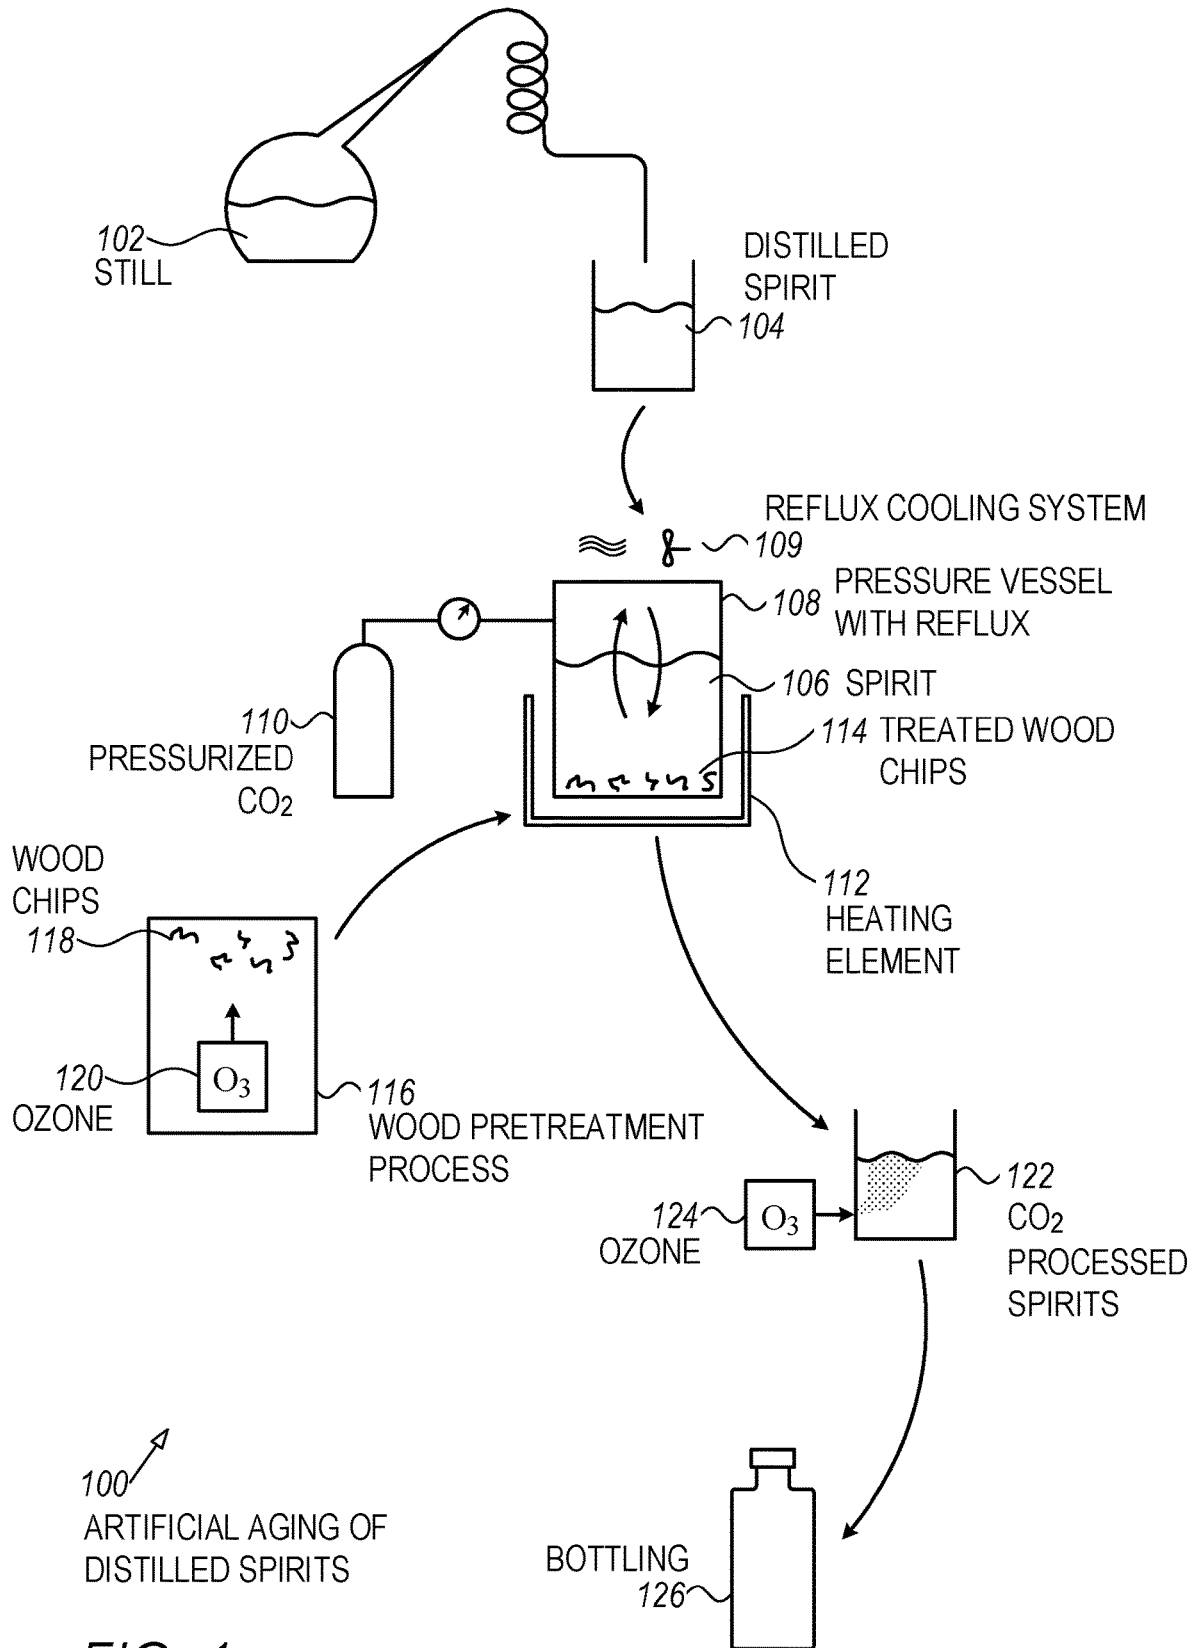 102
STILL
DISTILLED
SPIRIT
104
REFLUX COOLING SYSTEM
109
108 PRESSURE VESSEL
WITH REFLUX
106 SPIRIT
110
PRESSURIZED
CO2
114 TREATED WOOD
CHIPS
112
HEATING
ELEMENT
WOOD
CHIPS
118
O3
120
OZONE
116
WOOD PRETREATMENT
PROCESS
O3
124
OZONE
122
CO2
PROCESSED
SPIRITS
100
ARTIFICIAL AGING OF
DISTILLED SPIRITS
BOTTLING
126